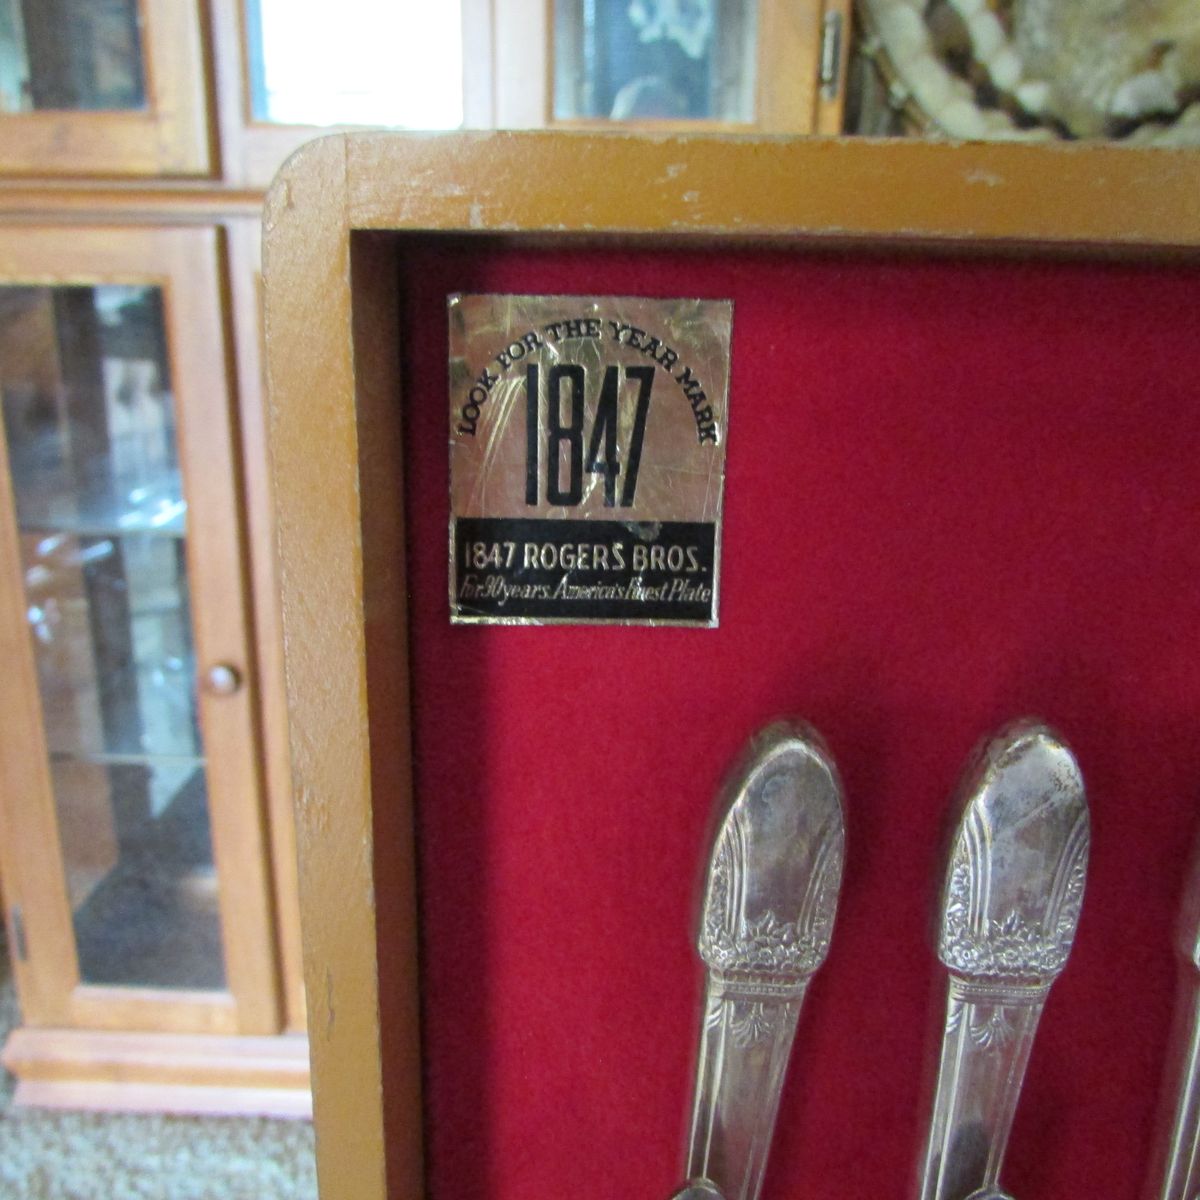 LOOK FOR THE YEAR MARK
1847
1847 ROGERS BROS.
For 90 years. America's Finest Plate